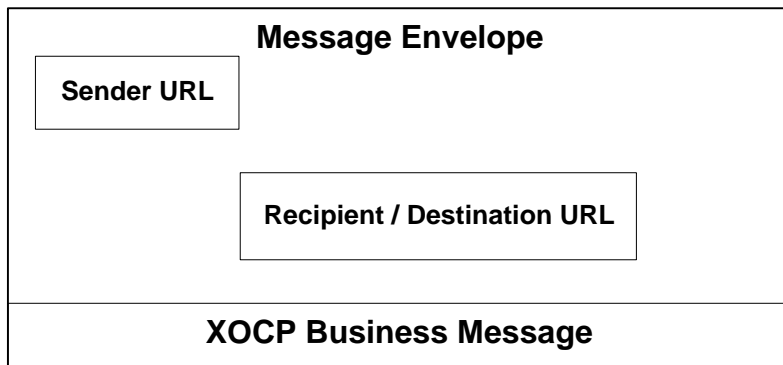 Message Envelope
Sender URL
Recipient / Destination URL
XOCP Business Message